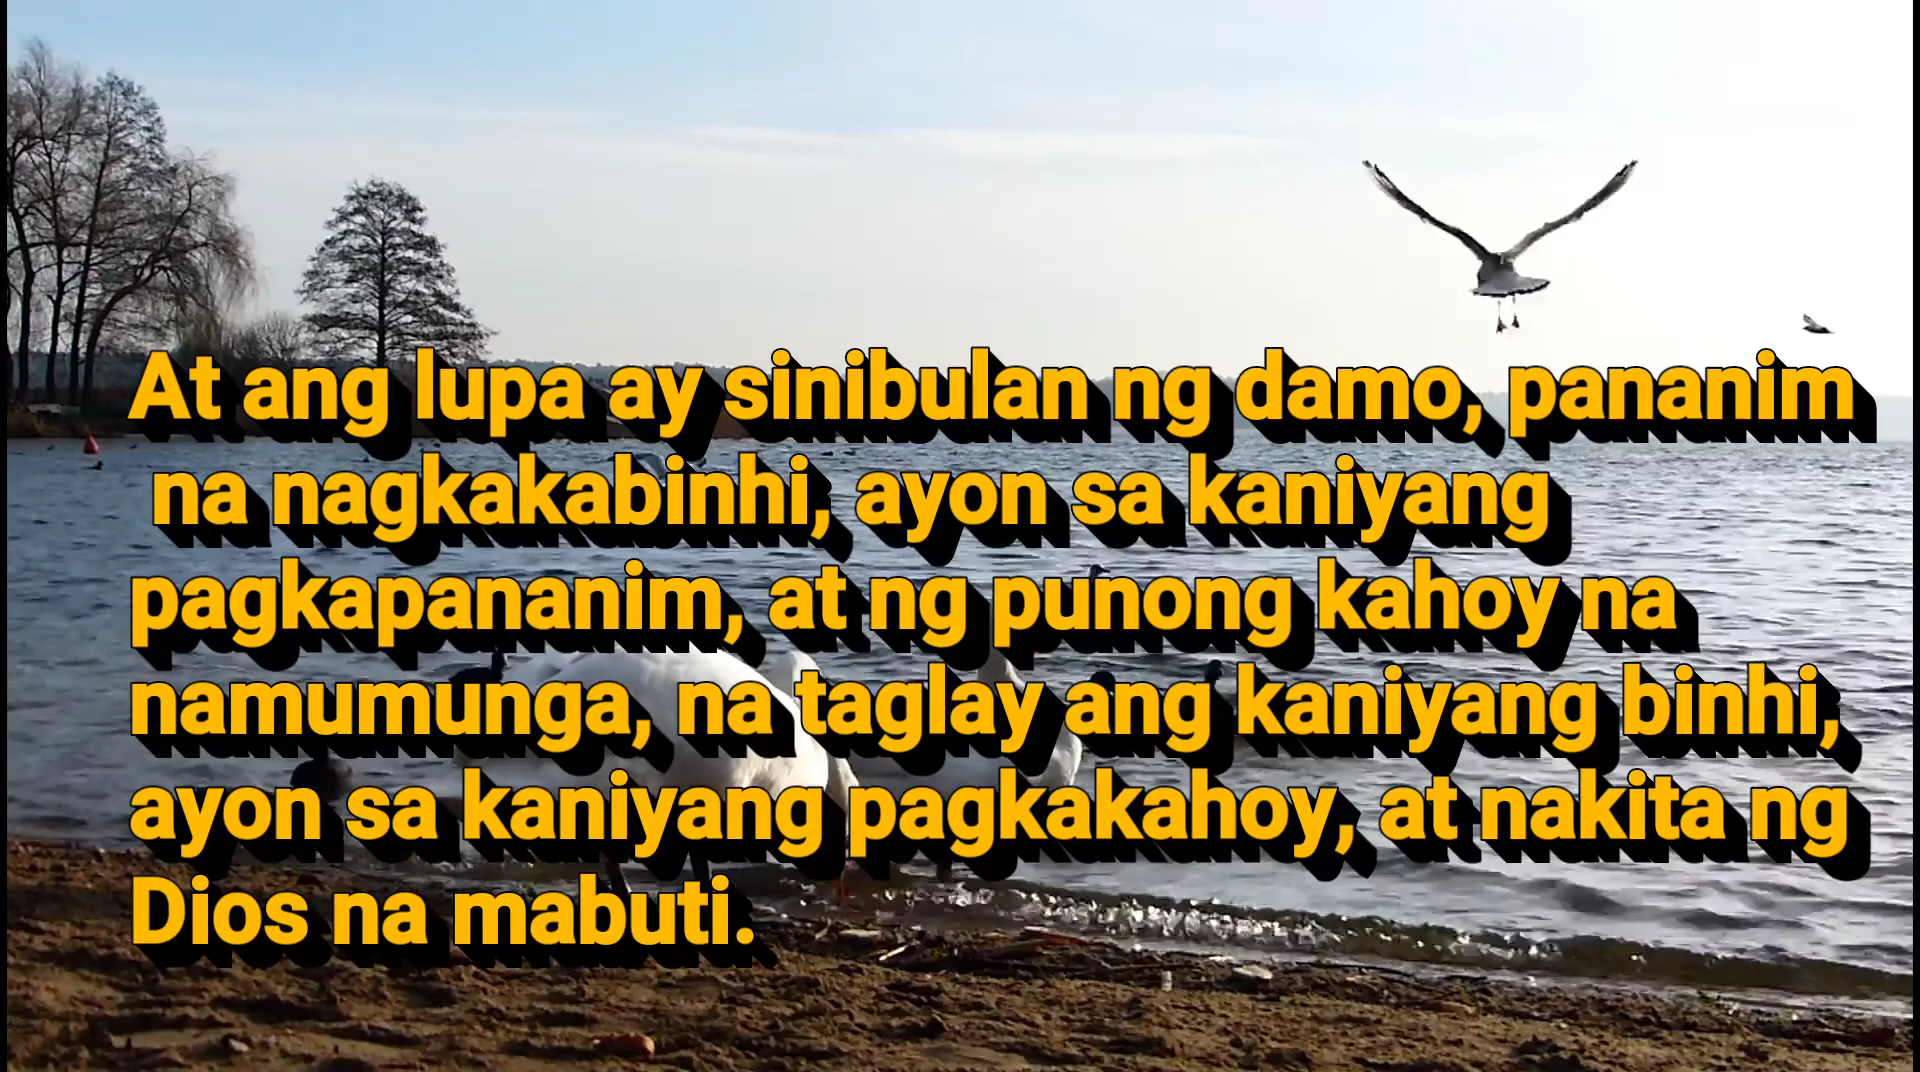 At ang lupa ay sinibulan ng damo, pananim
na nagkakabinhi, ayon sa kaniyang
pagkapananim, at ng punong kahoy na
namumunga, na taglay ang kaniyang binhi,
ayon sa kaniyang pagkakahoy, at nakita ng
Dios na mabuti.